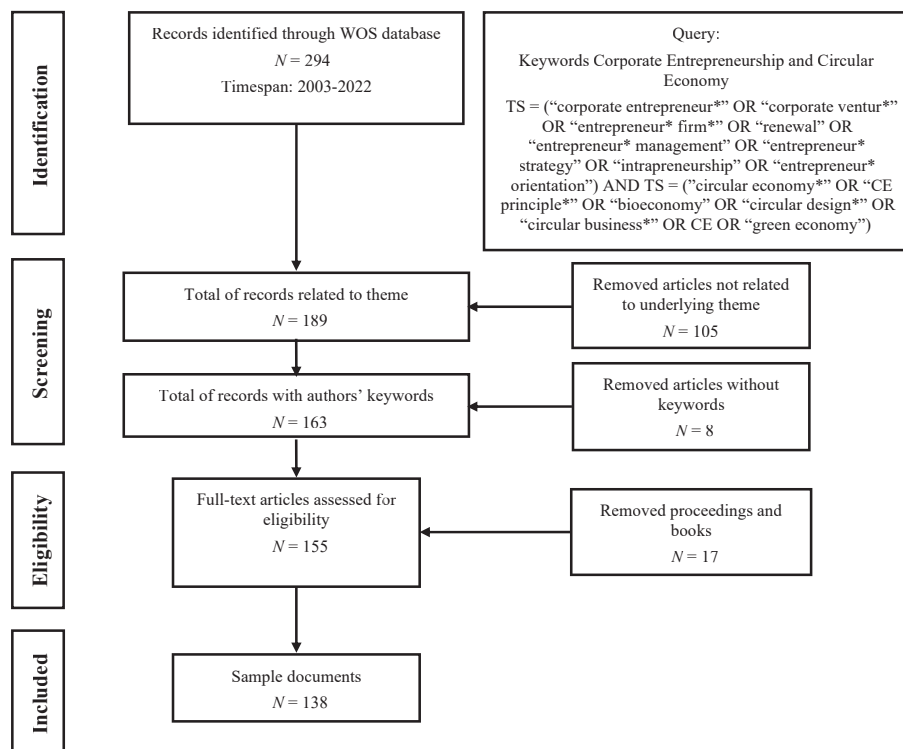 Identification
Records identified through WOS database
N = 294
Timespan: 2003-2022
Query:
Keywords Corporate Entrepreneurship and Circular
Economy
TS = (“corporate entrepreneur*” OR “corporate ventur*”
OR “entrepreneur* firm*” OR “renewal” OR
“entrepreneur* management” OR “entrepreneur*
strategy” OR “intrapreneurship” OR “entrepreneur*
orientation”) AND TS = (”circular economy*” OR “CE
principle*” OR “bioeconomy” OR “circular design*” OR
“circular business*” OR CE OR “green economy”)
Screening
Total of records related to theme
N = 189
Removed articles not related
to underlying theme
N = 105
Total of records with authors’ keywords
N = 163
Removed articles without
keywords
N = 8
Eligibility
Full-text articles assessed for
eligibility
N = 155
Removed proceedings and
books
N = 17
Included
Sample documents
N = 138